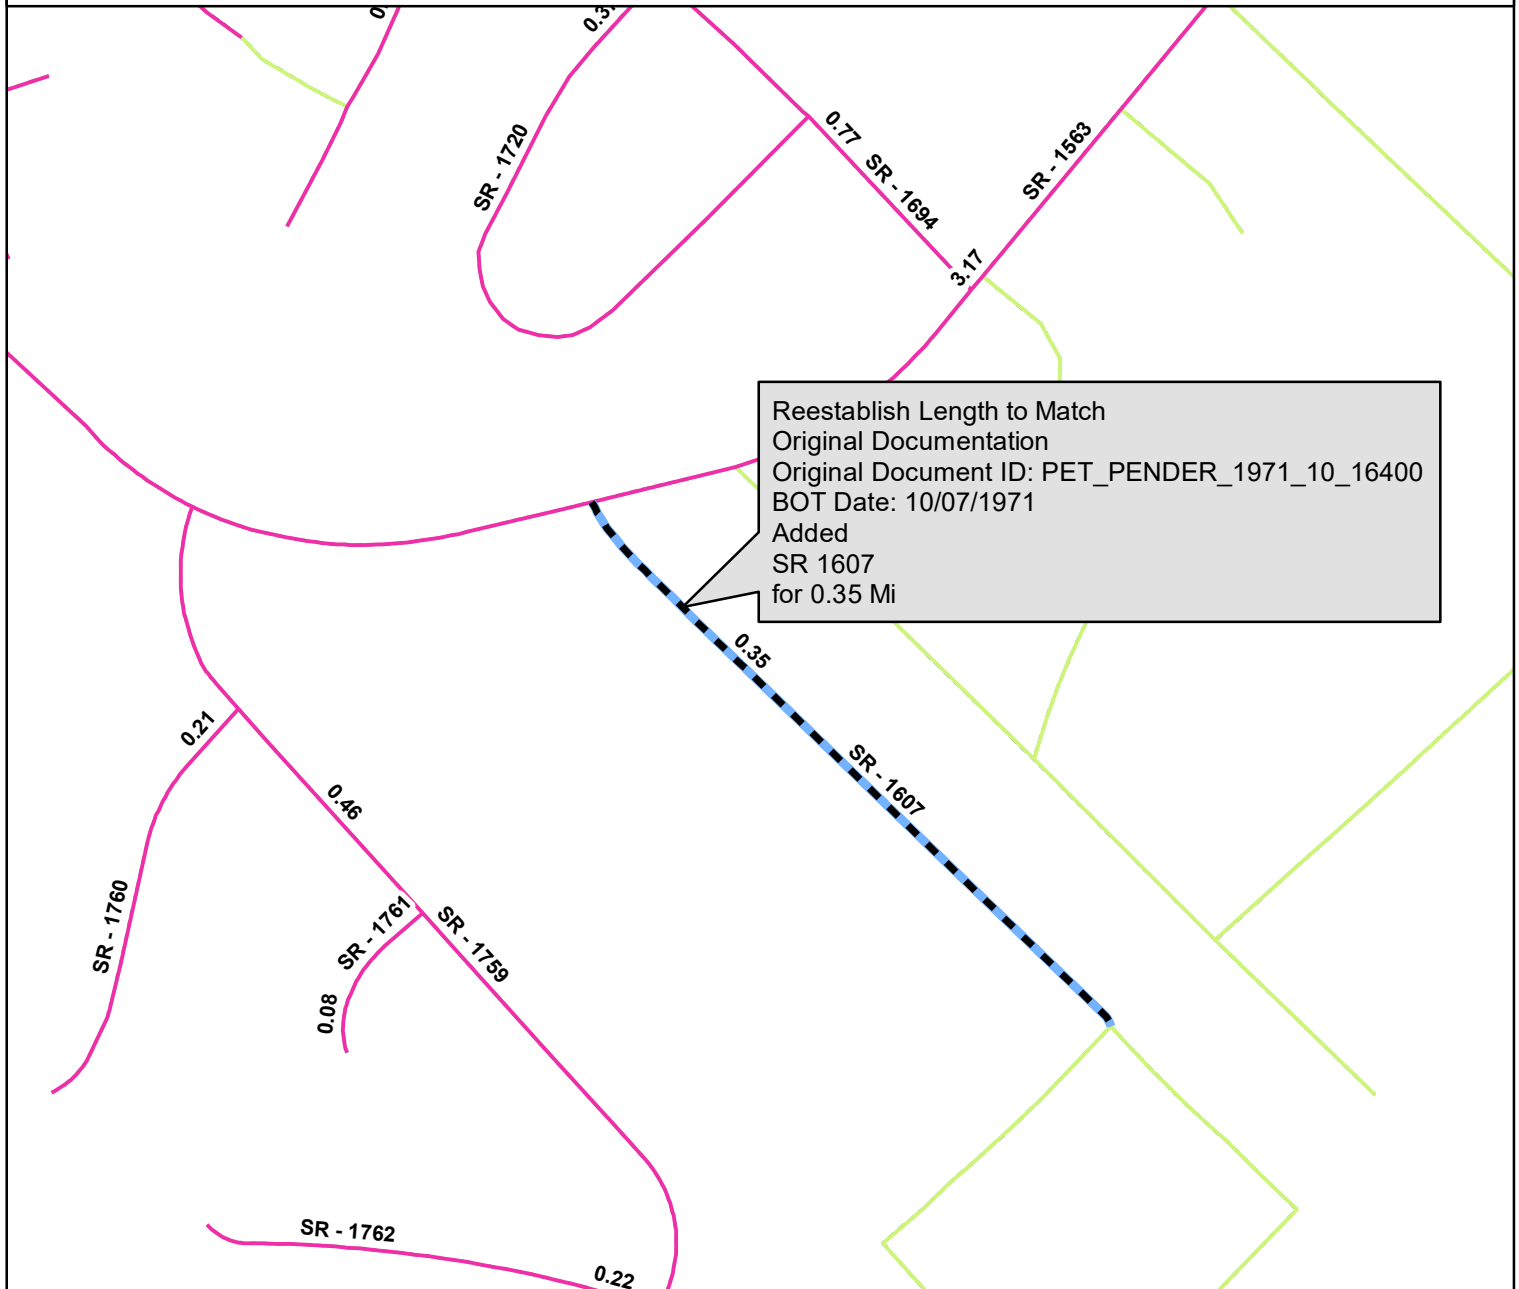 SR - 1720
0.77
SR - 1694
SR - 1563
3.17
Reestablish Length to Match
Original Documentation
Original Document ID: PET_PENDER_1971_10_16400
BOT Date: 10/07/1971
Added
SR 1607
for 0.35 Mi
0.35
SR - 1607
0.21
0.46
SR - 1760
SR - 1761
SR - 1759
0.08
SR - 1762
0.22